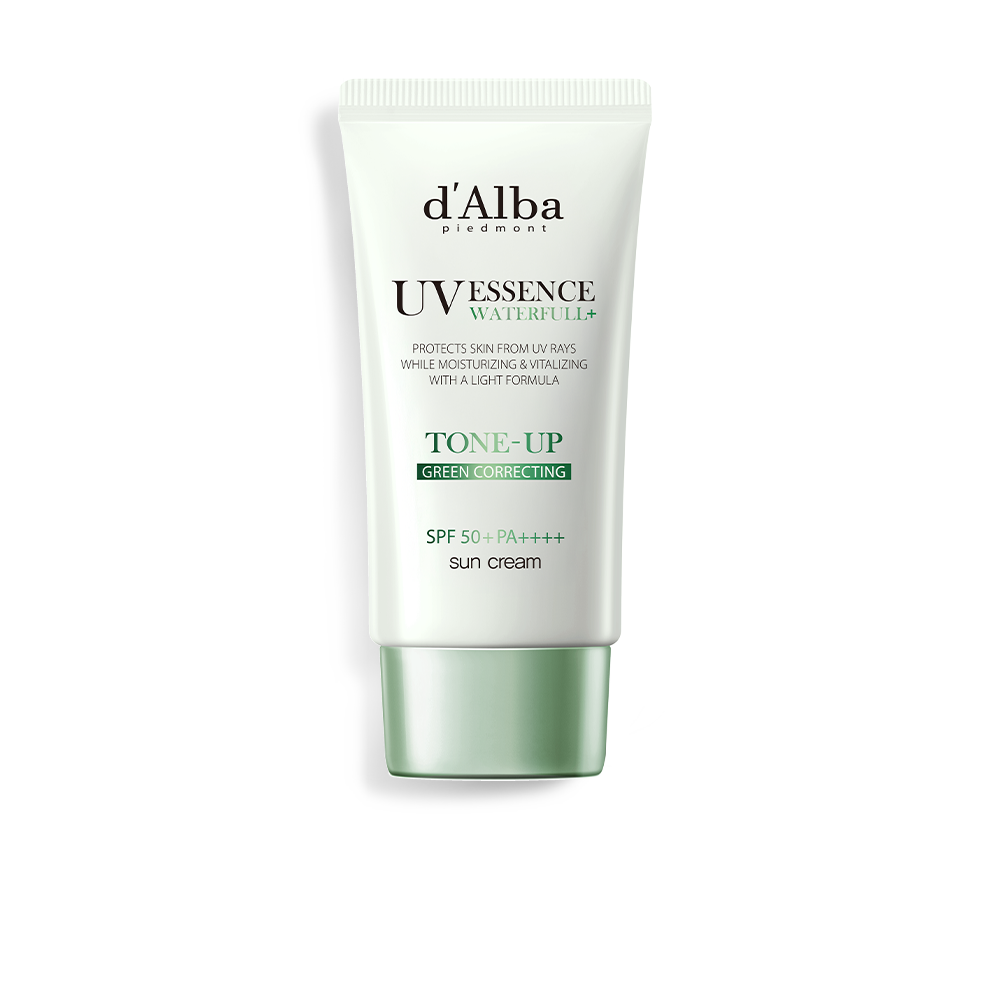 d'Alba
piedmont
UV ESSENCE
WATERFULL+
PROTECTS SKIN FROM UV RAYS
WHILE MOISTURIZING & VITALIZING
WITH A LIGHT FORMULA
TONE-UP
GREEN CORRECTING
SPF 50+ PA++++
sun cream